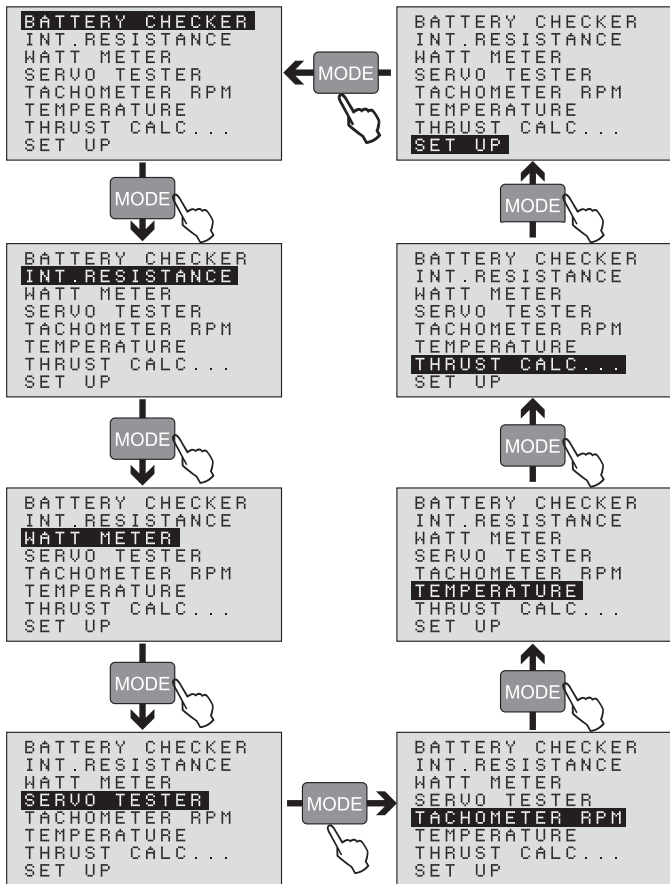 BATTERY CHECKER
INT.RESISTANCE
WATT METER
SERVO TESTER
TACHOMETER RPM
TEMPERATURE
THRUST CALC...
SET UP
MODE
BATTERY CHECKER
INT.RESISTANCE
WATT METER
SERVO TESTER
TACHOMETER RPM
TEMPERATURE
THRUST CALC...
SET UP
MODE
BATTERY CHECKER
INT.RESISTANCE
WATT METER
SERVO TESTER
TACHOMETER RPM
TEMPERATURE
THRUST CALC...
SET UP
MODE
BATTERY CHECKER
INT.RESISTANCE
WATT METER
SERVO TESTER
TACHOMETER RPM
TEMPERATURE
THRUST CALC...
SET UP
MODE
BATTERY CHECKER
INT.RESISTANCE
WATT METER
SERVO TESTER
TACHOMETER RPM
TEMPERATURE
THRUST CALC...
SET UP
MODE
BATTERY CHECKER
INT.RESISTANCE
WATT METER
SERVO TESTER
TACHOMETER RPM
TEMPERATURE
THRUST CALC...
SET UP
MODE
BATTERY CHECKER
INT.RESISTANCE
WATT METER
SERVO TESTER
TACHOMETER RPM
TEMPERATURE
THRUST CALC...
SET UP
MODE
BATTERY CHECKER
INT.RESISTANCE
WATT METER
SERVO TESTER
TACHOMETER RPM
TEMPERATURE
THRUST CALC...
SET UP
MODE